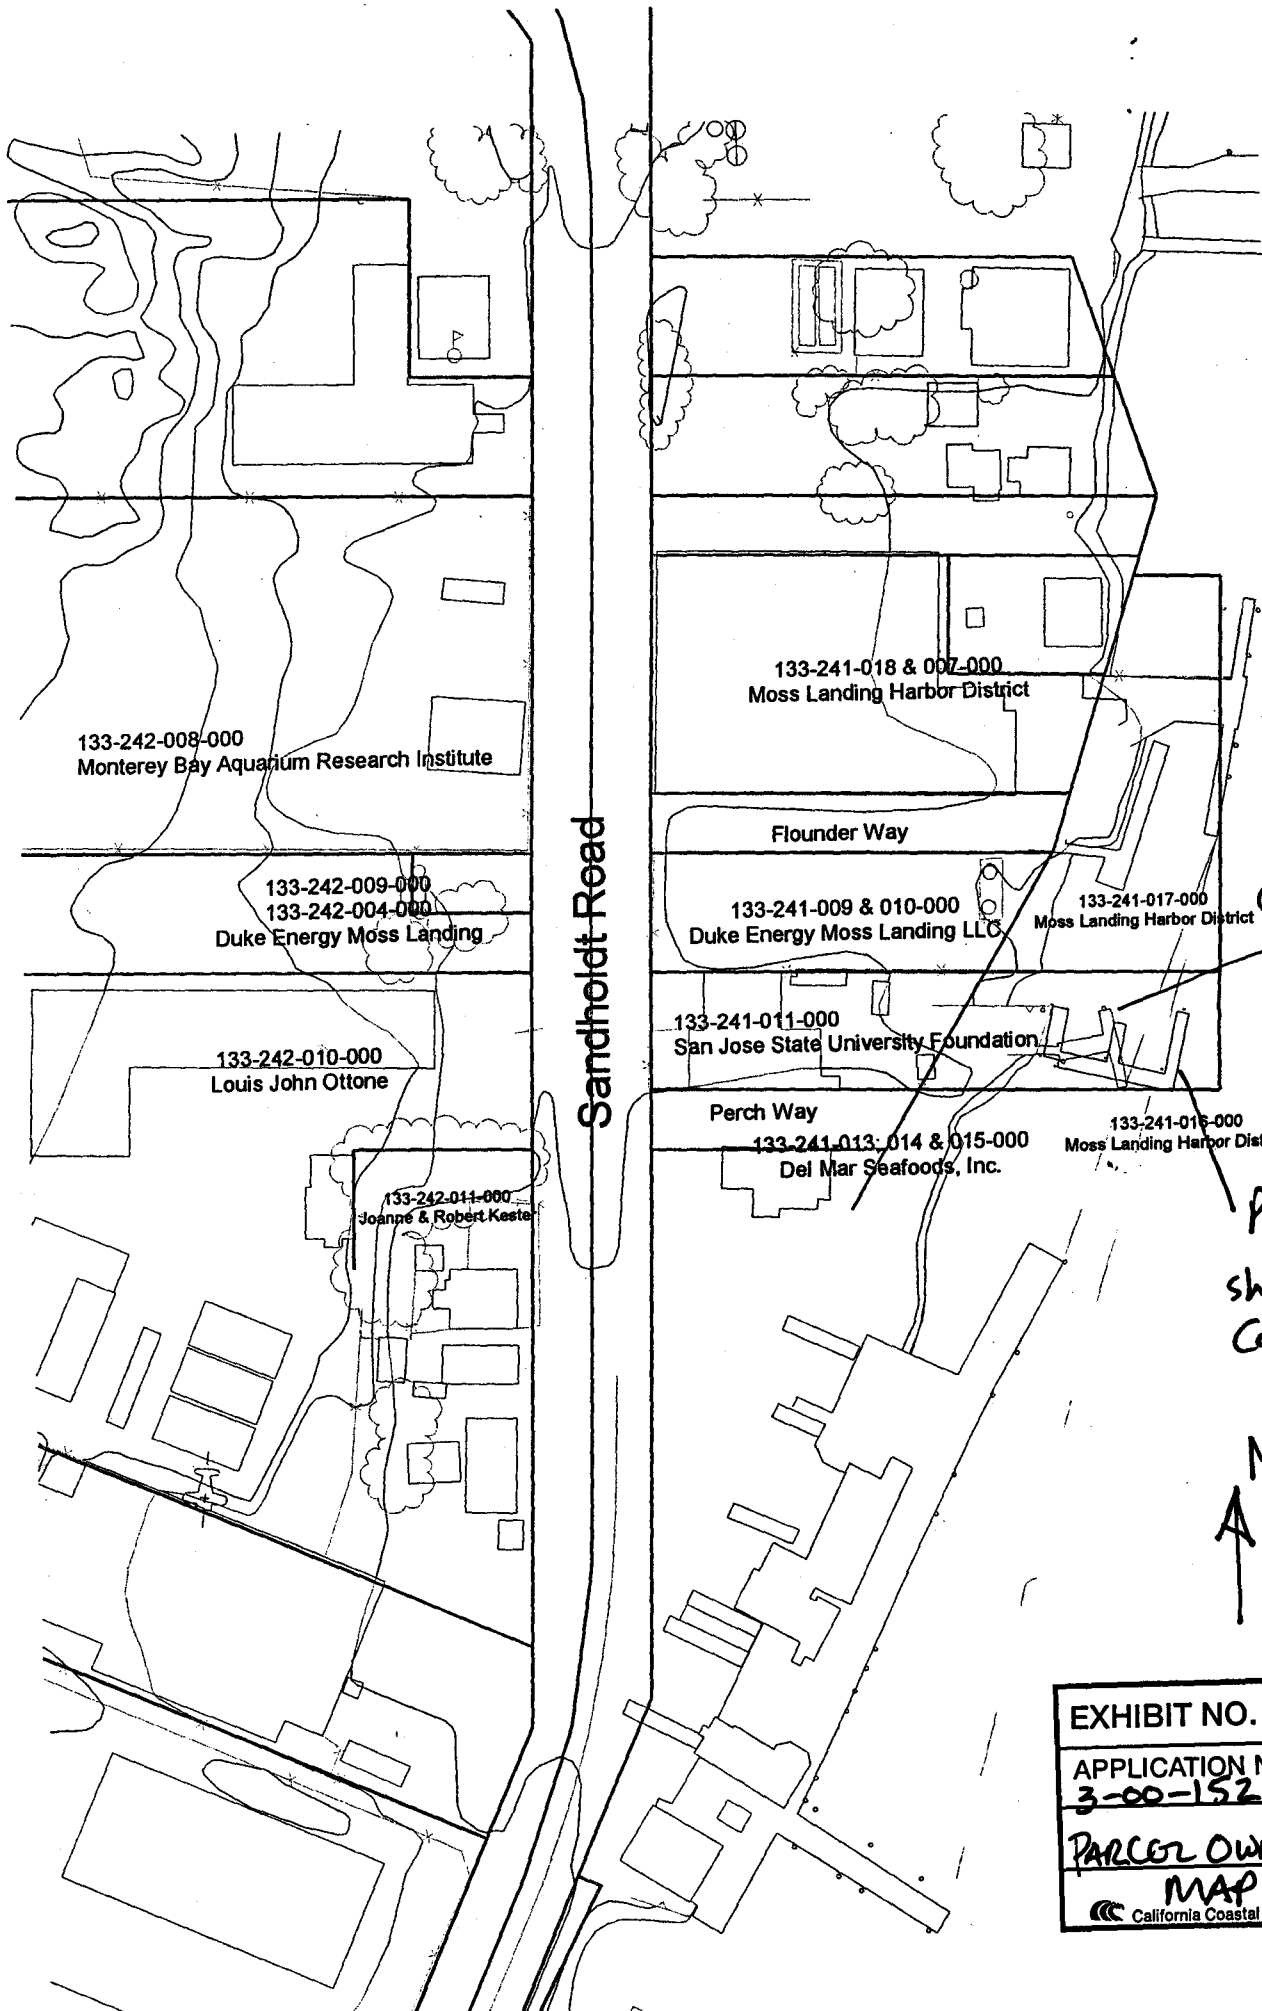 133-241-018 & 007-000
Moss Landing Harbor District
133-242-008-000
Monterey Bay Aquarium Research Institute
Sandholdt Road
Flounder Way
133-242-009-000
133-242-004-000
Duke Energy Moss Landing
133-241-009 & 010-000
Duke Energy Moss Landing LLC
133-241-017-000
Moss Landing Harbor District
133-241-011-000
San Jose State University Foundation
133-242-010-000
Louis John Ottone
Perch Way
133-241-013; 014 & 015-000
Del Mar Seafoods, Inc.
133-241-016-000
Moss Landing Harbor Dist
133-242-011-000
Joanne & Robert Keste
P
sh
Co
N
EXHIBIT NO.
APPLICATION N
3-00-152
PARCEL OW
MAP
California Coastal